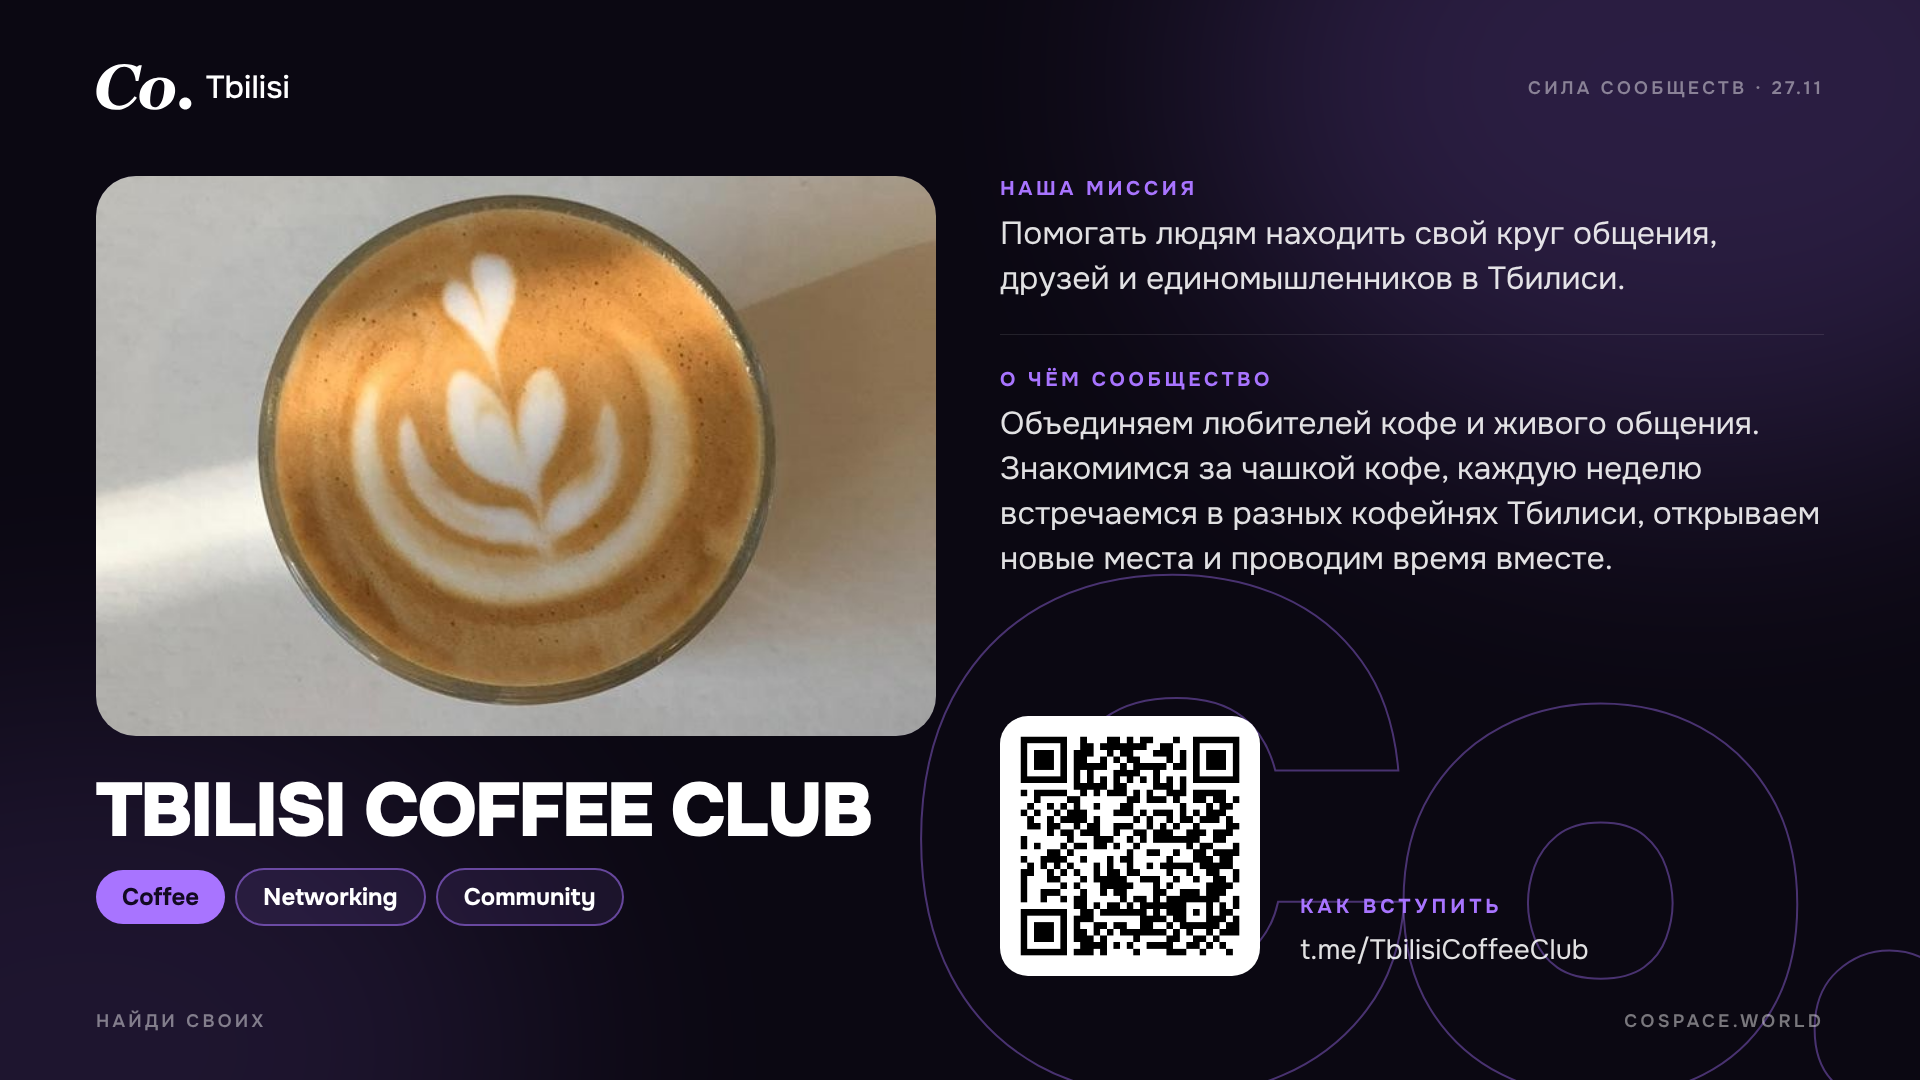 Co. Tbilisi
СИЛА СООБЩЕСТВ · 27.11
TBILISI COFFEE CLUB
Coffee
Networking
Community
НАША МИССИЯ
Помогать людям находить свой круг общения,
друзей и единомышленников в Тбилиси.
О ЧЁМ СООБЩЕСТВО
Объединяем любителей кофе и живого общения.
Знакомимся за чашкой кофе, каждую неделю
встречаемся в разных кофейнях Тбилиси, открываем
новые места и проводим время вместе.
КАК ВСТУПИТЬ
t.me/TbilisiCoffeeClub
Co.
НАЙДИ СВОИХ
COSPACE.WORLD